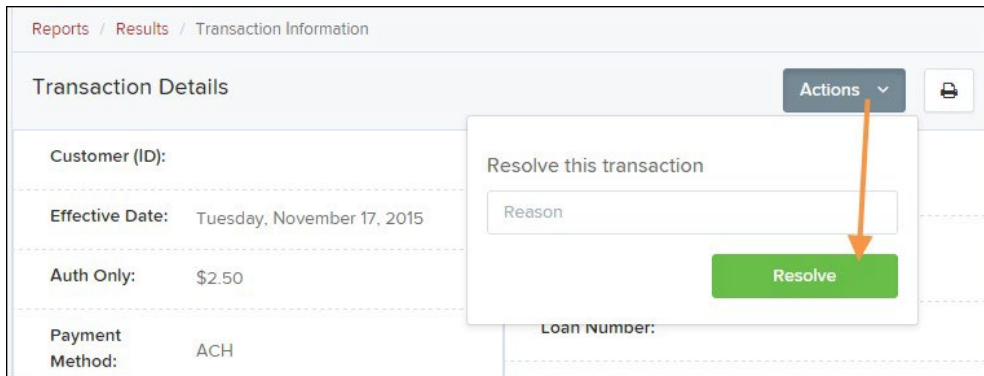 Reports / Results / Transaction Information
Transaction Details
Actions
Customer (ID):
Resolve this transaction
Reason
Effective Date: Tuesday, November 17, 2015
Auth Only: $2.50
Resolve
Loan Number:
Payment
Method: ACH